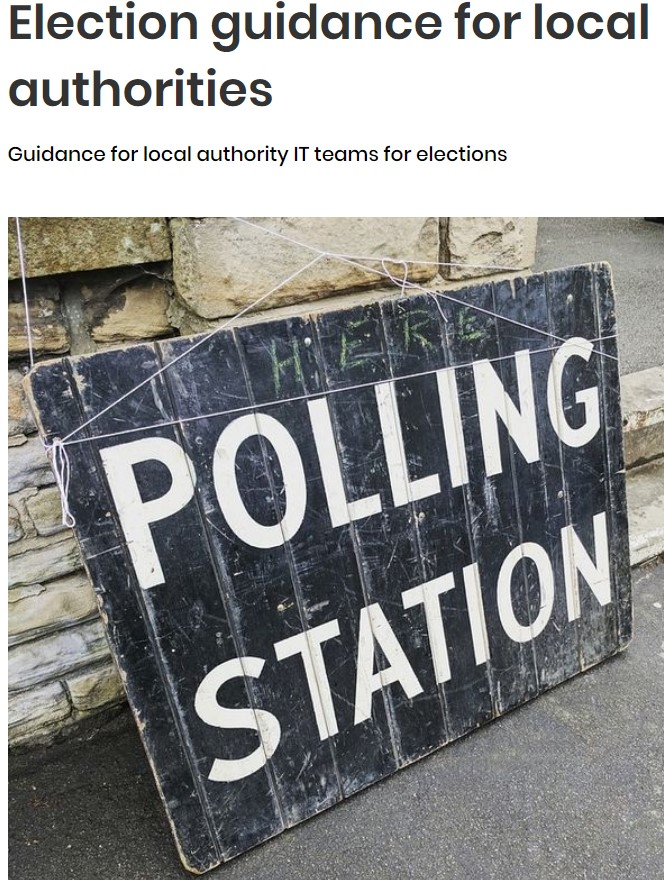 Election guidance for local
authorities
Guidance for local authority IT teams for elections
HERE
POLLING
STATION